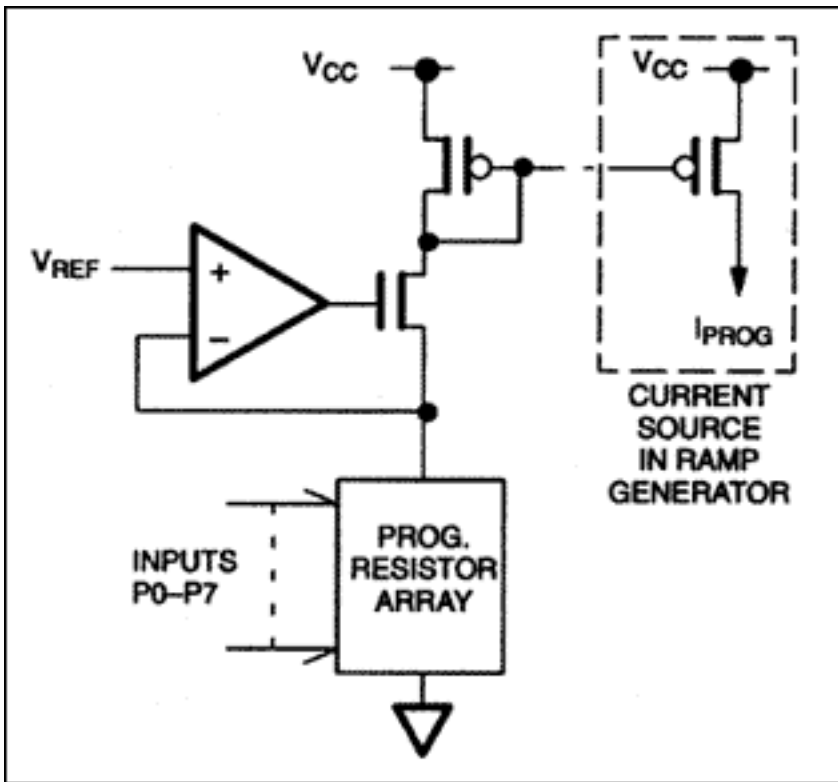 VCC
VCC
VREF
+
−
IPROG
CURRENT
SOURCE
IN RAMP
GENERATOR
INPUTS
P0–P7
PROG.
RESISTOR
ARRAY